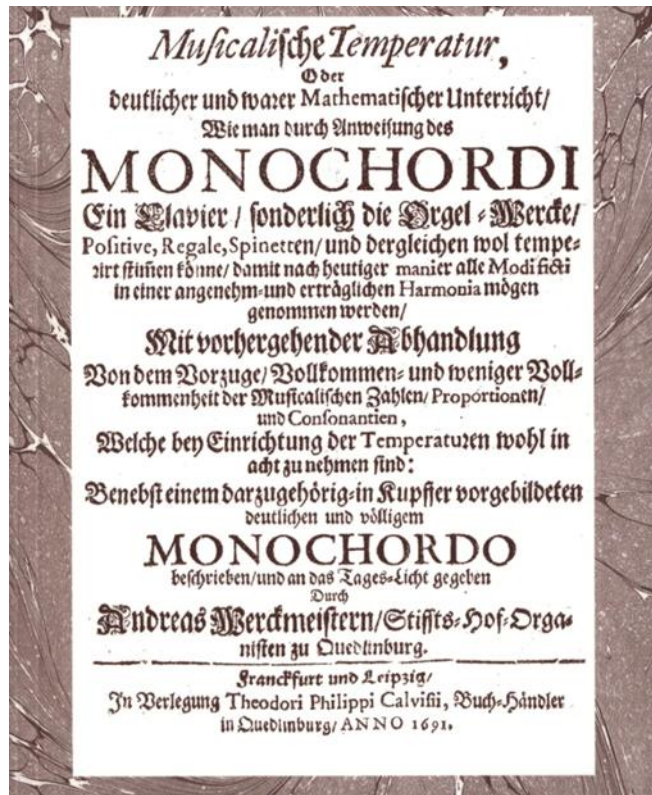 Musicalische Temperatur,
Oder
deutlicher und warer Mathematischer Unterricht/
Wie man durch Anweisung des
MONOCHORDI
Ein Clavier / sonderlich die Orgel-Wercke/
Positive, Regale, Spinetten/ und dergleichen wol tempe-
rirt stim̃en könne/ damit nach heutiger manier alle Modi ficti
in einer angenehm- und erträglichen Harmonia mögen
genommen werden/
Mit vorhergehender Abhandlung
Von dem Vorzuge/ Vollkommen- und weniger Voll-
kommenheit der Musicalischen Zahlen/ Proportionen/
und Consonantien,
Welche bey Einrichtung der Temperaturen wohl in
acht zu nehmen sind:
Benebst einem darzugehörig-in Kupffer vorgebildeten
deutlichen und völligem
MONOCHORDO
beschrieben/ und an das Tages-Licht gegeben
Durch
Andreas Werckmeistern/ Stiffts-Hof-Orga-
nisten zu Quedlinburg.
Franckfurt und Leipzig/
In Verlegung Theodori Philippi Calvisii, Buch-Händler
in Quedlinburg/ ANNO 1691.